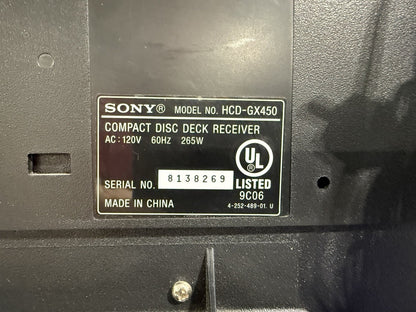 SONY® MODEL NO. HCD-GX450
COMPACT DISC DECK RECEIVER
AC: 120V 60HZ 265W
UL
SERIAL NO. 8138269 LISTED
9C06
MADE IN CHINA 4-252-489-01. U